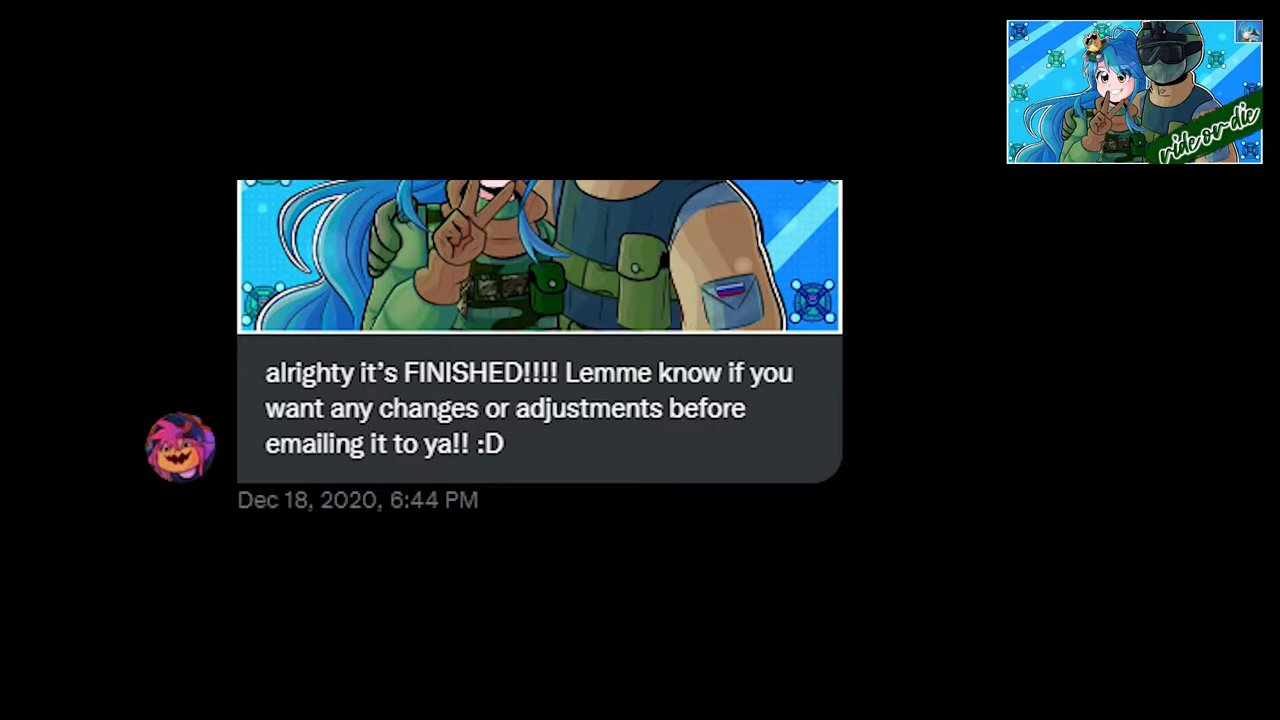 ride or die
alrighty it’s FINISHED!!!! Lemme know if you
want any changes or adjustments before
emailing it to ya!! :D
Dec 18, 2020, 6:44 PM